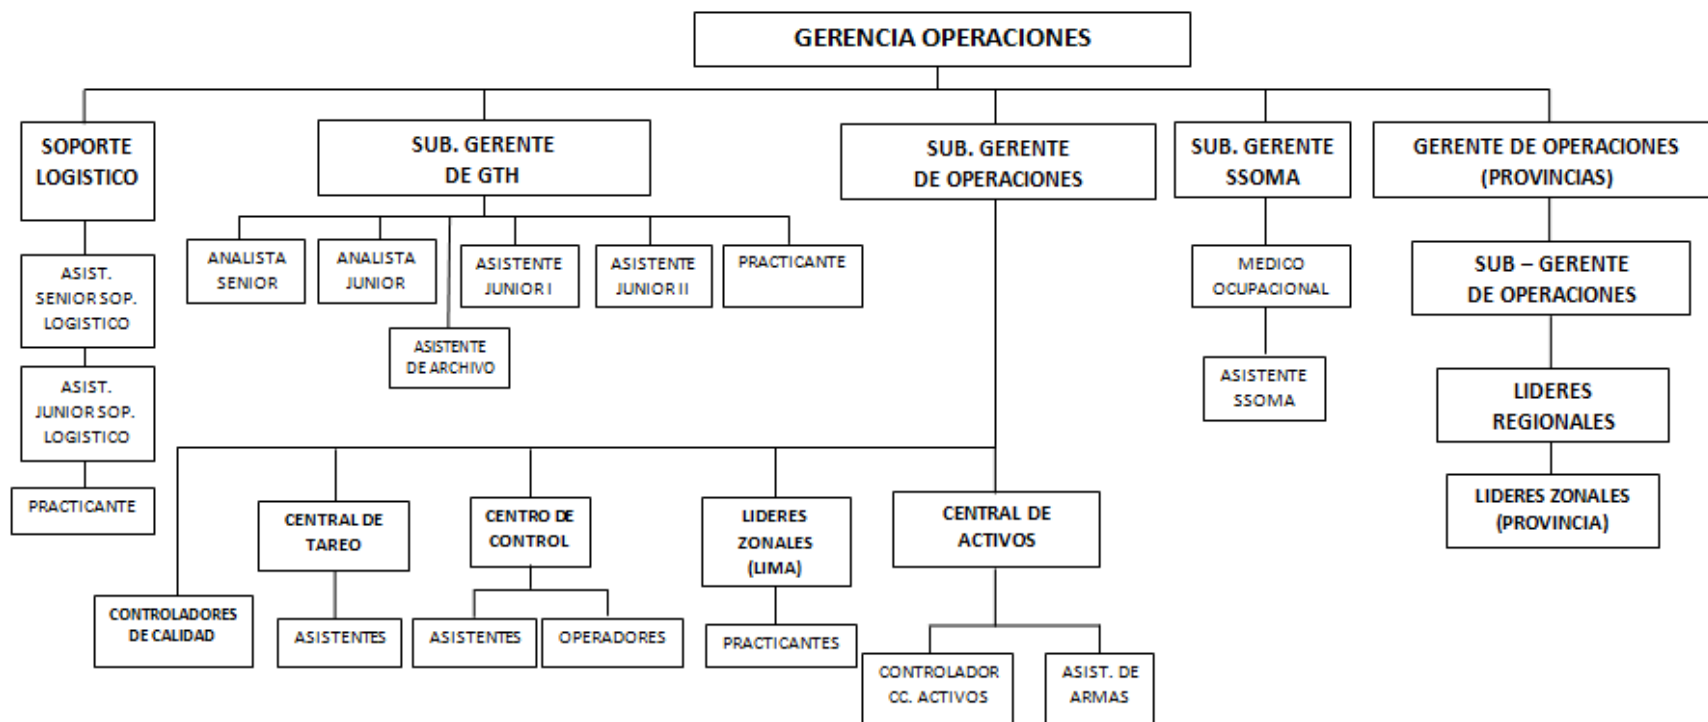 GERENCIA OPERACIONES
SOPORTE
LOGISTICO
SUB. GERENTE
DE GTH
SUB. GERENTE
DE OPERACIONES
SUB. GERENTE
SSOMA
GERENTE DE OPERACIONES
(PROVINCIAS)
ASIST.
SENIOR SOP.
LOGISTICO
ASIST.
JUNIOR SOP.
LOGISTICO
PRACTICANTE
ANALISTA
SENIOR
ANALISTA
JUNIOR
ASISTENTE
JUNIOR I
ASISTENTE
JUNIOR II
PRACTICANTE
ASISTENTE
DE ARCHIVO
MEDICO
OCUPACIONAL
ASISTENTE
SSOMA
SUB – GERENTE
DE OPERACIONES
LIDERES
REGIONALES
LIDERES ZONALES
(PROVINCIA)
CONTROLADORES
DE CALIDAD
CENTRAL DE
TAREO
ASISTENTES
CENTRO DE
CONTROL
ASISTENTES
OPERADORES
LIDERES
ZONALES
(LIMA)
PRACTICANTES
CENTRAL DE
ACTIVOS
CONTROLADOR
CC. ACTIVOS
ASIST. DE
ARMAS